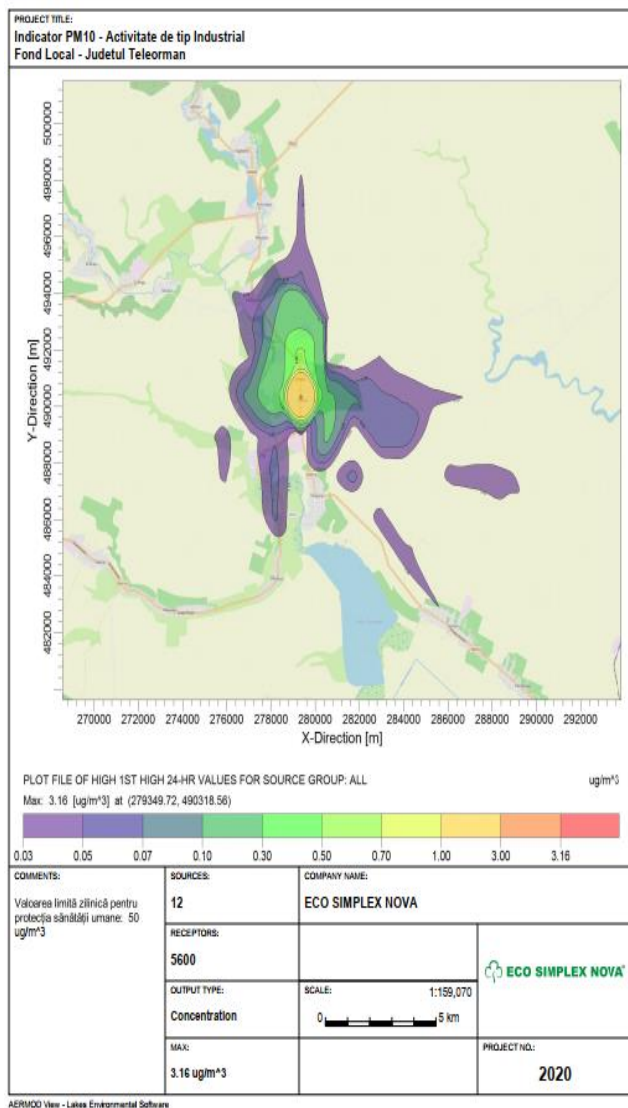 PROJECT TITLE:
Indicator PM10 - Activitate de tip Industrial
Fond Local - Judetul Teleorman
Y-Direction [m]
500000
498000
496000
494000
492000
490000
488000
486000
484000
482000
270000 272000 274000 276000 278000 280000 282000 284000 286000 288000 290000 292000
X-Direction [m]
PLOT FILE OF HIGH 1ST HIGH 24-HR VALUES FOR SOURCE GROUP: ALL
ug/m^3
Max: 3.16 [ug/m^3] at (279349.72, 490318.56)
0.03 0.05 0.07 0.10 0.30 0.50 0.70 1.00 3.00 3.16
COMMENTS:
Valoarea limită zilinică pentru
protecția sănătății umane: 50
ug/m^3
SOURCES:
12
COMPANY NAME:
ECO SIMPLEX NOVA
RECEPTORS:
5600
OUTPUT TYPE:
Concentration
SCALE:
1:159,070
0 5 km
ECO SIMPLEX NOVA
MAX:
3.16 ug/m^3
PROJECT NO.:
2020
AERMOD View - Lakes Environmental Software